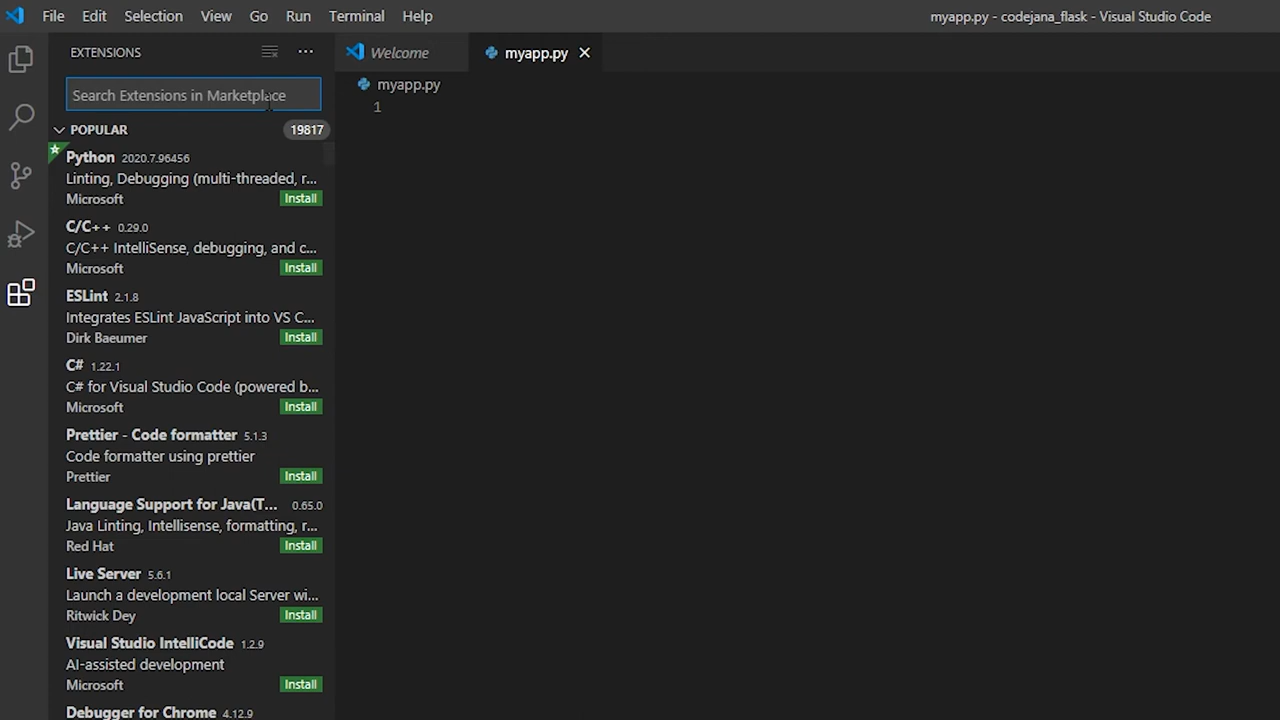 File Edit Selection View Go Run Terminal Help
myapp.py - codejana_flask - Visual Studio Code
EXTENSIONS
Welcome
myapp.py
myapp.py
1
Search Extensions in Marketplace
POPULAR 19817
Python 2020.7.96456
Linting, Debugging (multi-threaded, r...
Microsoft Install
C/C++ 0.29.0
C/C++ IntelliSense, debugging, and c...
Microsoft Install
ESLint 2.1.8
Integrates ESLint JavaScript into VS C...
Dirk Baeumer Install
C# 1.22.1
C# for Visual Studio Code (powered b...
Microsoft Install
Prettier - Code formatter 5.1.3
Code formatter using prettier
Prettier Install
Language Support for Java(T... 0.65.0
Java Linting, Intellisense, formatting, r...
Red Hat Install
Live Server 5.6.1
Launch a development local Server wi...
Ritwick Dey Install
Visual Studio IntelliCode 1.2.9
AI-assisted development
Microsoft Install
Debugger for Chrome 4.12.9